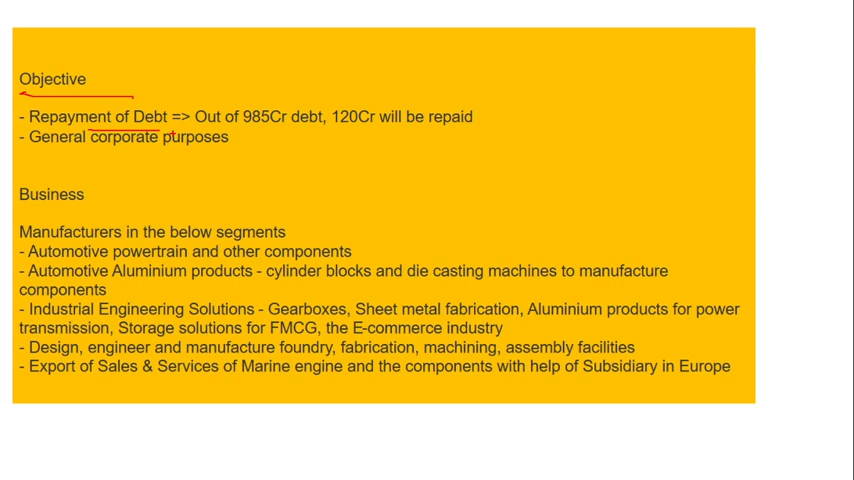 Objective
- Repayment of Debt => Out of 985Cr debt, 120Cr will be repaid
- General corporate purposes
Business
Manufacturers in the below segments
- Automotive powertrain and other components
- Automotive Aluminium products - cylinder blocks and die casting machines to manufacture
components
- Industrial Engineering Solutions - Gearboxes, Sheet metal fabrication, Aluminium products for power
transmission, Storage solutions for FMCG, the E-commerce industry
- Design, engineer and manufacture foundry, fabrication, machining, assembly facilities
- Export of Sales & Services of Marine engine and the components with help of Subsidiary in Europe